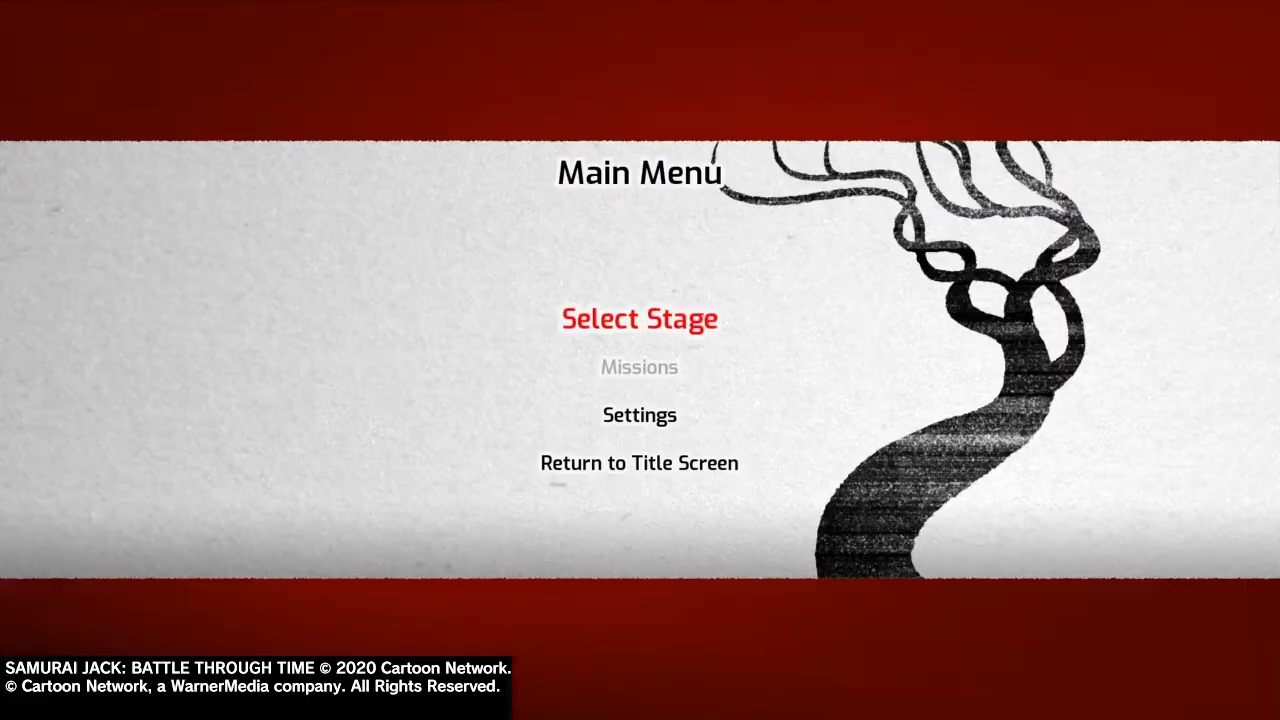 Main Menu
Select Stage
Missions
Settings
Return to Title Screen
SAMURAI JACK: BATTLE THROUGH TIME © 2020 Cartoon Network.
© Cartoon Network, a WarnerMedia company. All Rights Reserved.